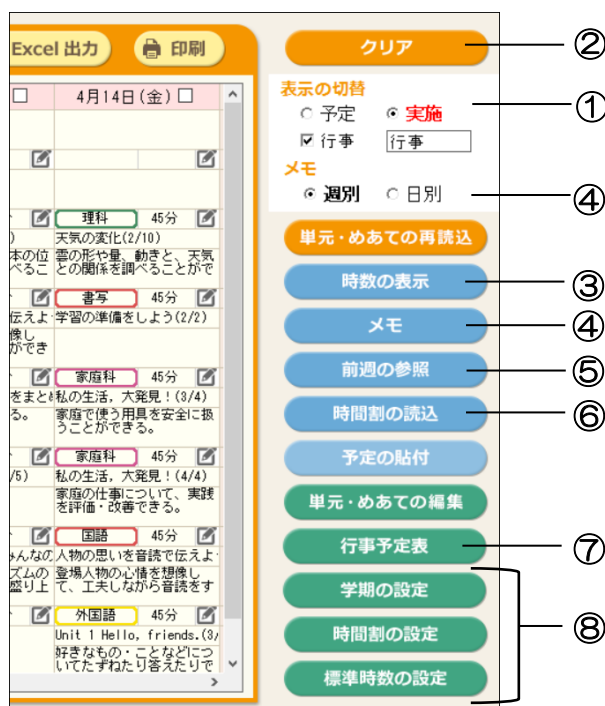 Excel 出力
印刷
4月14日(金)
理科 45分
天気の変化(2/10)
本の位 雲の形や量、動きと、天気
べるこ との関係を調べることがで
書写 45分
伝えよ 学習の準備をしよう(2/2)
像し
ができ
家庭科 45分
をまと 私の生活，大発見！(3/4)
る。 家庭で使う用具を安全に扱
うことができる。
家庭科 45分
/5) 私の生活，大発見！(4/4)
家庭の仕事について、実践
を評価・改善できる。
国語 45分
みんなの 人物の思いを音読で伝えよ
ズムの 登場人物の心情を想像し
盛り上 て、工夫しながら音読をす
外国語 45分
Unit 1 Hello, friends.(3/
好きなもの・ことなどにつ
いてたずねたり答えたりで
クリア ②
表示の切替 ①
予定 実施
行事 行事
メモ
週別 日別 ④
単元・めあての再読込
時数の表示 ③
メモ ④
前週の参照 ⑤
時間割の読込 ⑥
予定の貼付
単元・めあての編集
行事予定表 ⑦
学期の設定
時間割の設定 ⑧
標準時数の設定